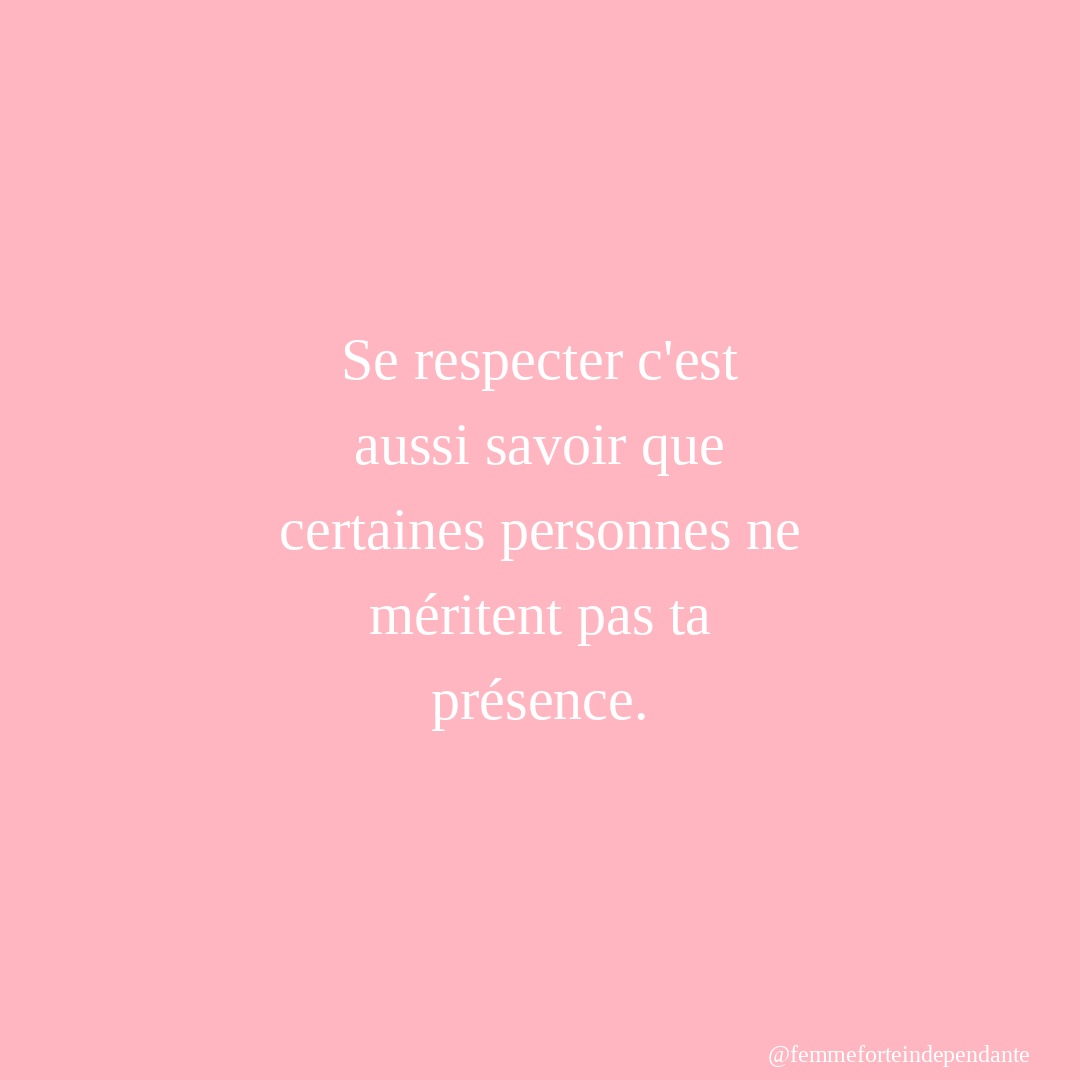 Se respecter c'est
aussi savoir que
certaines personnes ne
méritent pas ta
présence.
@femmeforteindependante